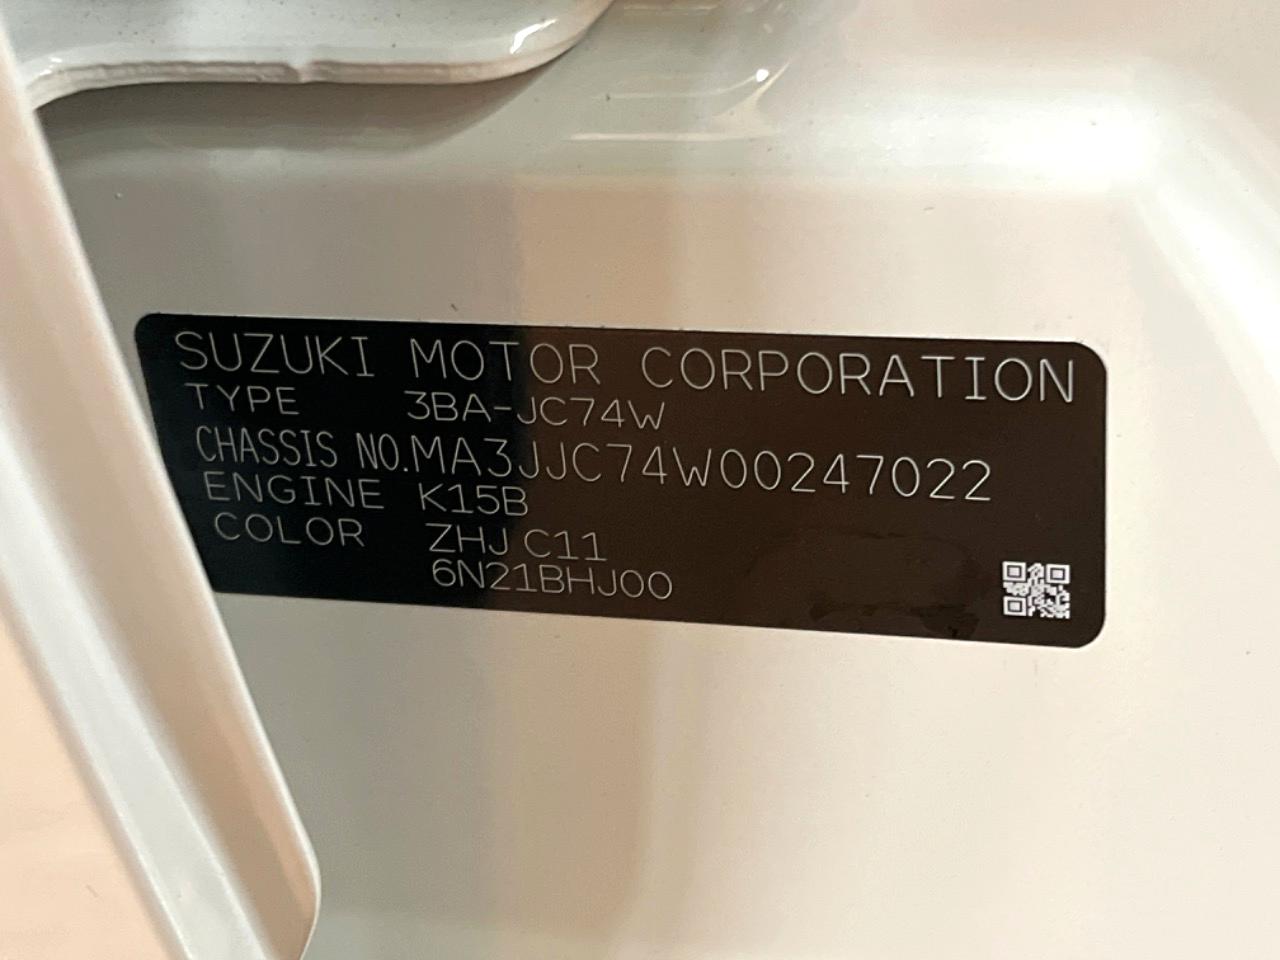 SUZUKI MOTOR CORPORATION
TYPE 3BA-JC74W
CHASSIS NO.MA3JJC74W00247022
ENGINE K15B
COLOR ZHJ C11
6N21BHJ00